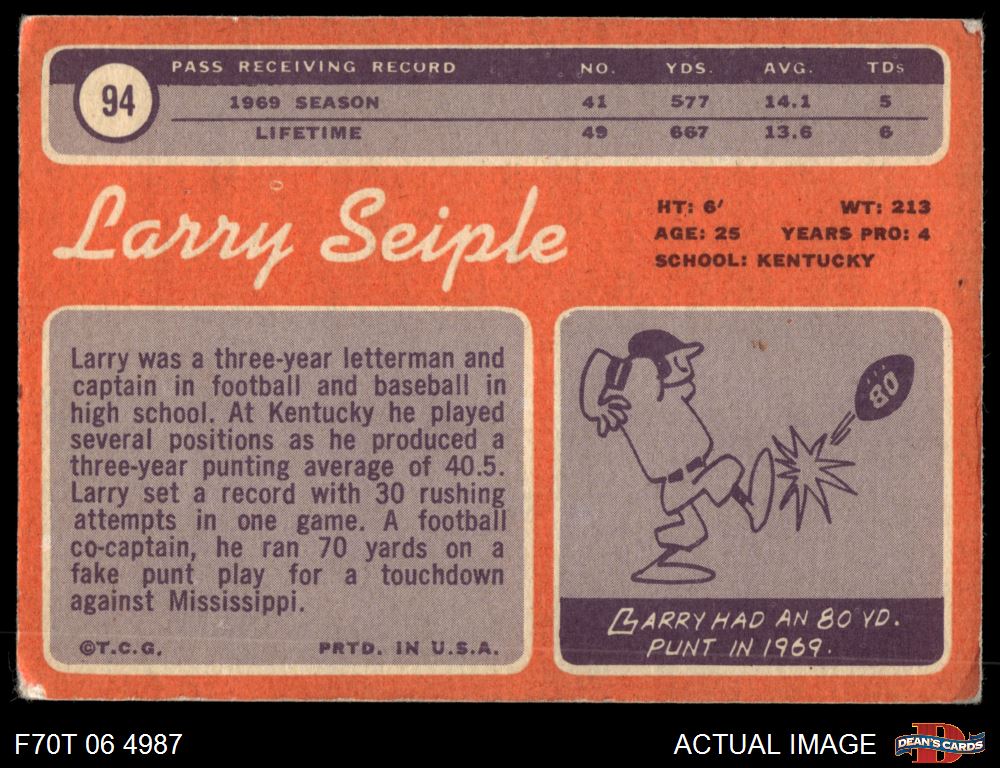 94
PASS RECEIVING RECORD NO. YDS. AVG. TDs
1969 SEASON 41 577 14.1 5
LIFETIME 49 667 13.6 6
Larry Seiple
HT: 6' WT: 213
AGE: 25 YEARS PRO: 4
SCHOOL: KENTUCKY
Larry was a three-year letterman and
captain in football and baseball in
high school. At Kentucky he played
several positions as he produced a
three-year punting average of 40.5.
Larry set a record with 30 rushing
attempts in one game. A football
co-captain, he ran 70 yards on a
fake punt play for a touchdown
against Mississippi.
©T.C.G. PRTD. IN U.S.A.
80
LARRY HAD AN 80 YD.
PUNT IN 1969.
F70T 06 4987
ACTUAL IMAGE
D
DEAN'S CARDS